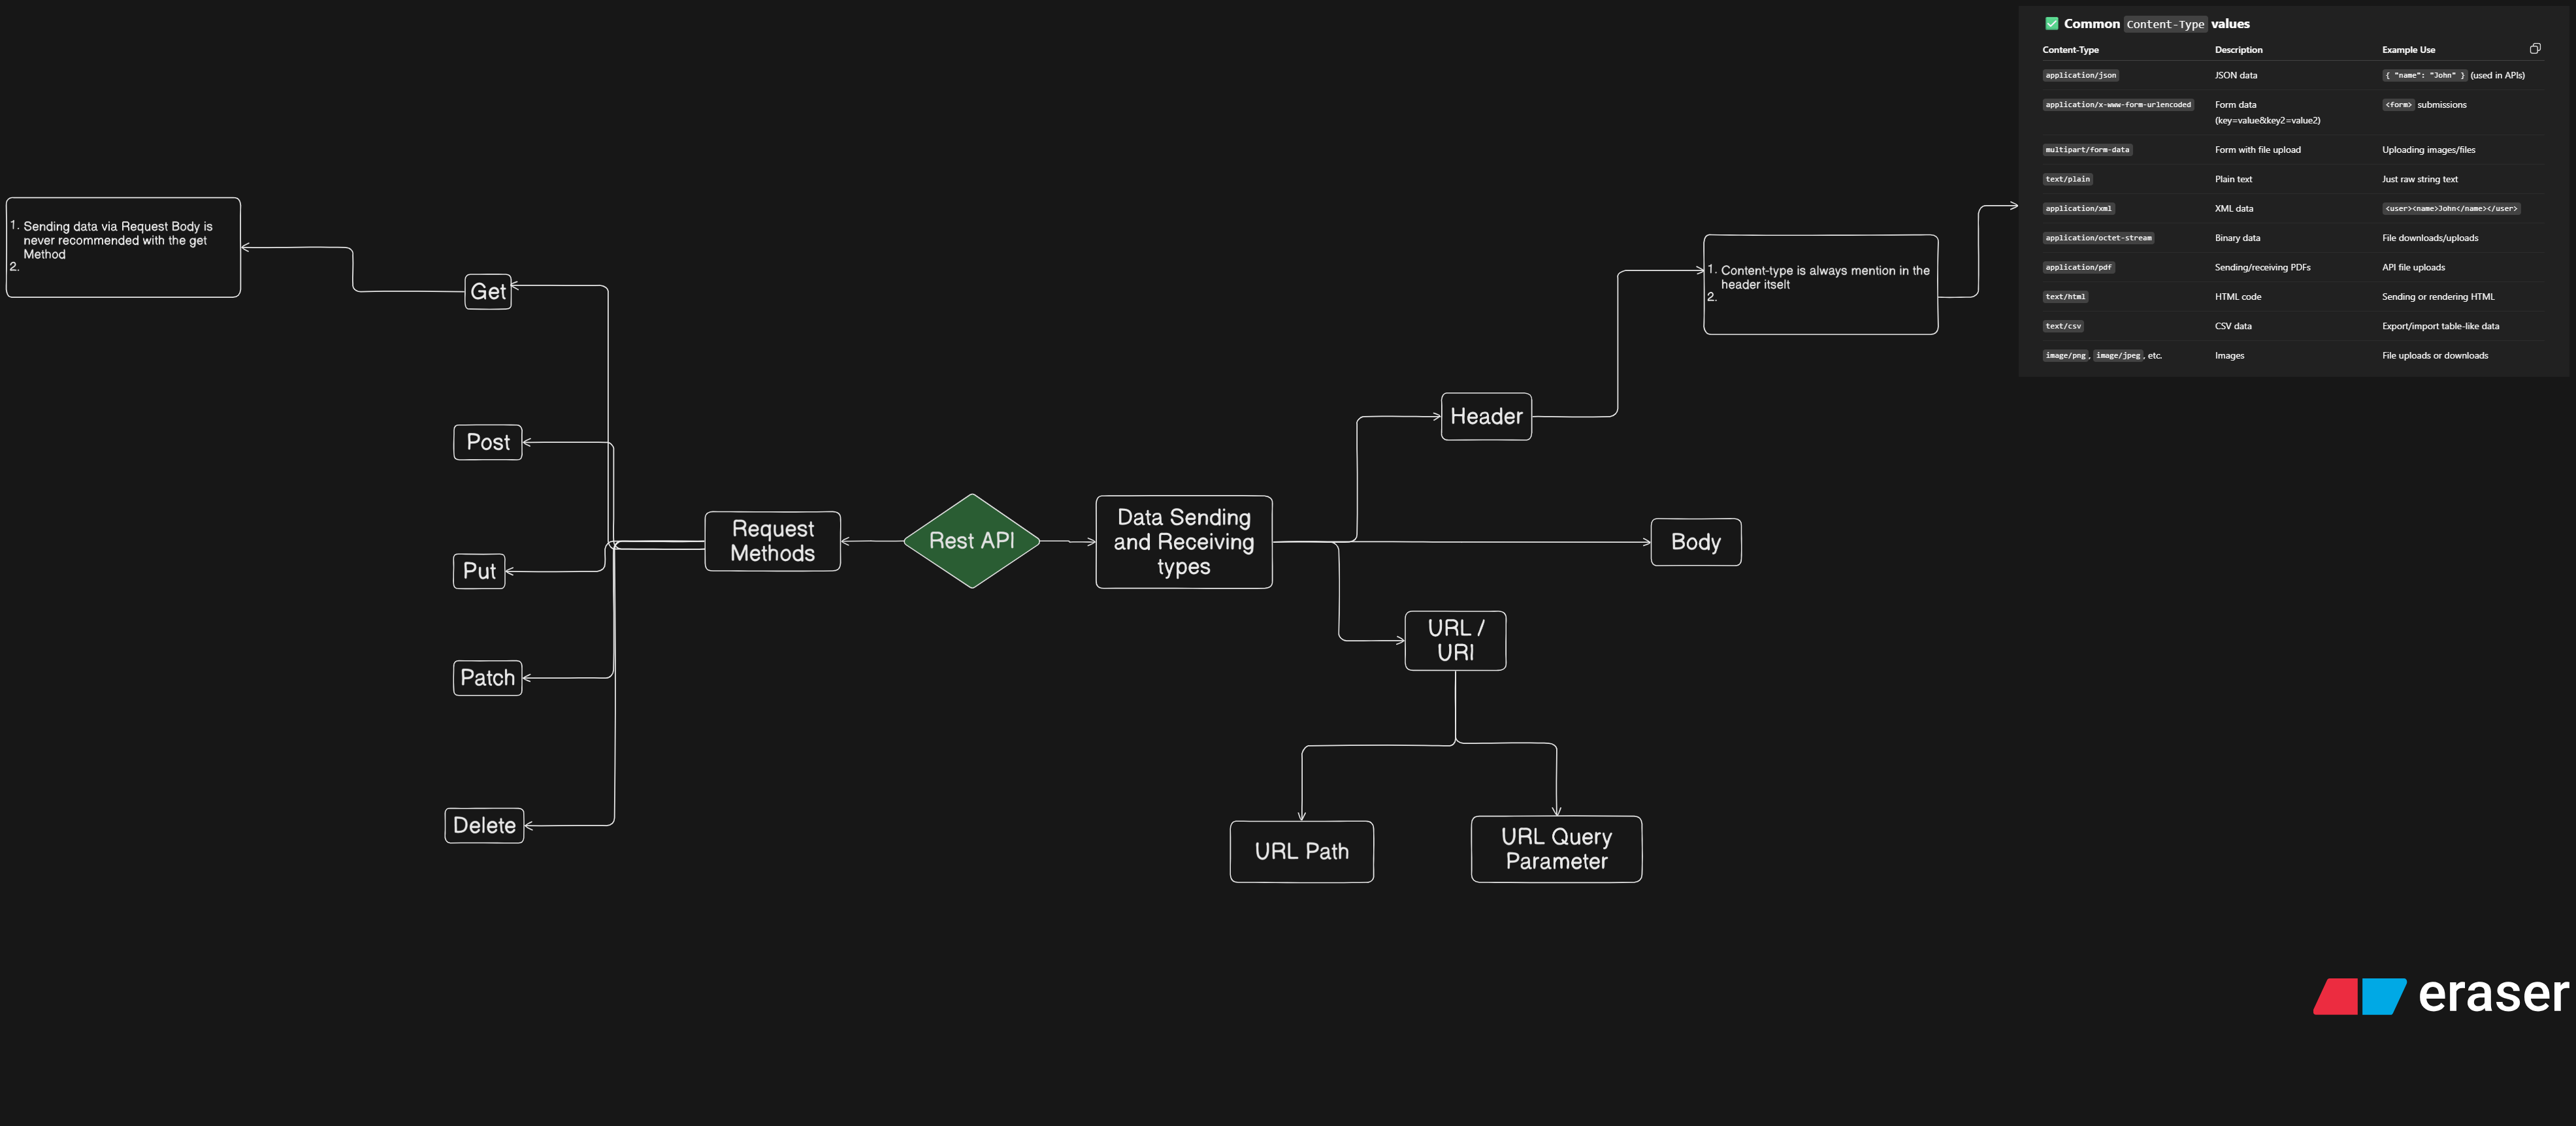 ✅ Common Content-Type values
Content-Type Description Example Use
application/json JSON data { "name": "John" } (used in APIs)
application/x-www-form-urlencoded Form data <form> submissions
(key=value&key2=value2)
multipart/form-data Form with file upload Uploading images/files
text/plain Plain text Just raw string text
application/xml XML data <user><name>John</name></user>
application/octet-stream Binary data File downloads/uploads
application/pdf Sending/receiving PDFs API file uploads
text/html HTML code Sending or rendering HTML
text/csv CSV data Export/import table-like data
image/png, image/jpeg, etc. Images File uploads or downloads
1. Sending data via Request Body is
never recommended with the get
Method
2.
Get
1. Content-type is always mention in the
header itselt
2.
Header
Post
Request
Methods
Rest API
Data Sending
and Receiving
types
Body
Put
URL /
URI
Patch
Delete
URL Path
URL Query
Parameter
eraser